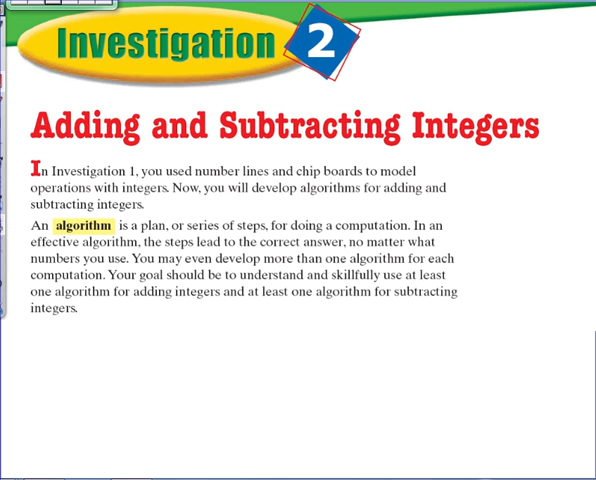 Investigation 2
Adding and Subtracting Integers
In Investigation 1, you used number lines and chip boards to model
operations with integers. Now, you will develop algorithms for adding and
subtracting integers.
An algorithm is a plan, or series of steps, for doing a computation. In an
effective algorithm, the steps lead to the correct answer, no matter what
numbers you use. You may even develop more than one algorithm for each
computation. Your goal should be to understand and skillfully use at least
one algorithm for adding integers and at least one algorithm for subtracting
integers.